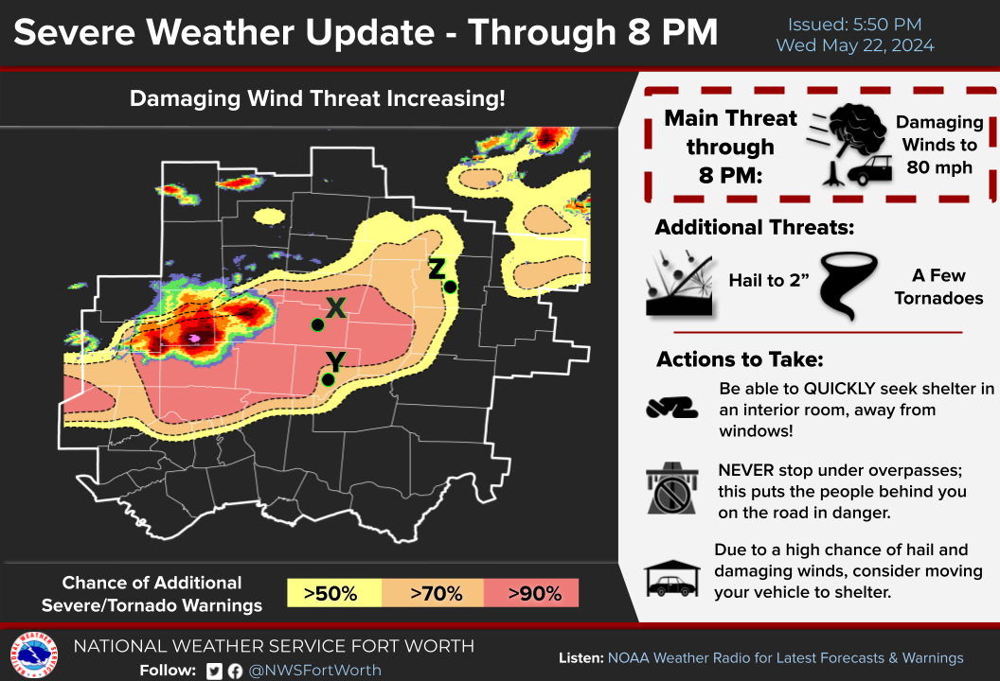 Severe Weather Update - Through 8 PM
Issued: 5:50 PM
Wed May 22, 2024
Damaging Wind Threat Increasing!
Z
X
Y
Chance of Additional
Severe/Tornado Warnings
>50%
>70%
>90%
Main Threat
through
8 PM:
Damaging
Winds to
80 mph
Additional Threats:
Hail to 2”
A Few
Tornadoes
Actions to Take:
Be able to QUICKLY seek shelter in
an interior room, away from
windows!
NEVER stop under overpasses;
this puts the people behind you
on the road in danger.
Due to a high chance of hail and
damaging winds, consider moving
your vehicle to shelter.
NATIONAL WEATHER SERVICE
NATIONAL WEATHER SERVICE FORT WORTH
Follow: @NWSFortWorth
Listen: NOAA Weather Radio for Latest Forecasts & Warnings